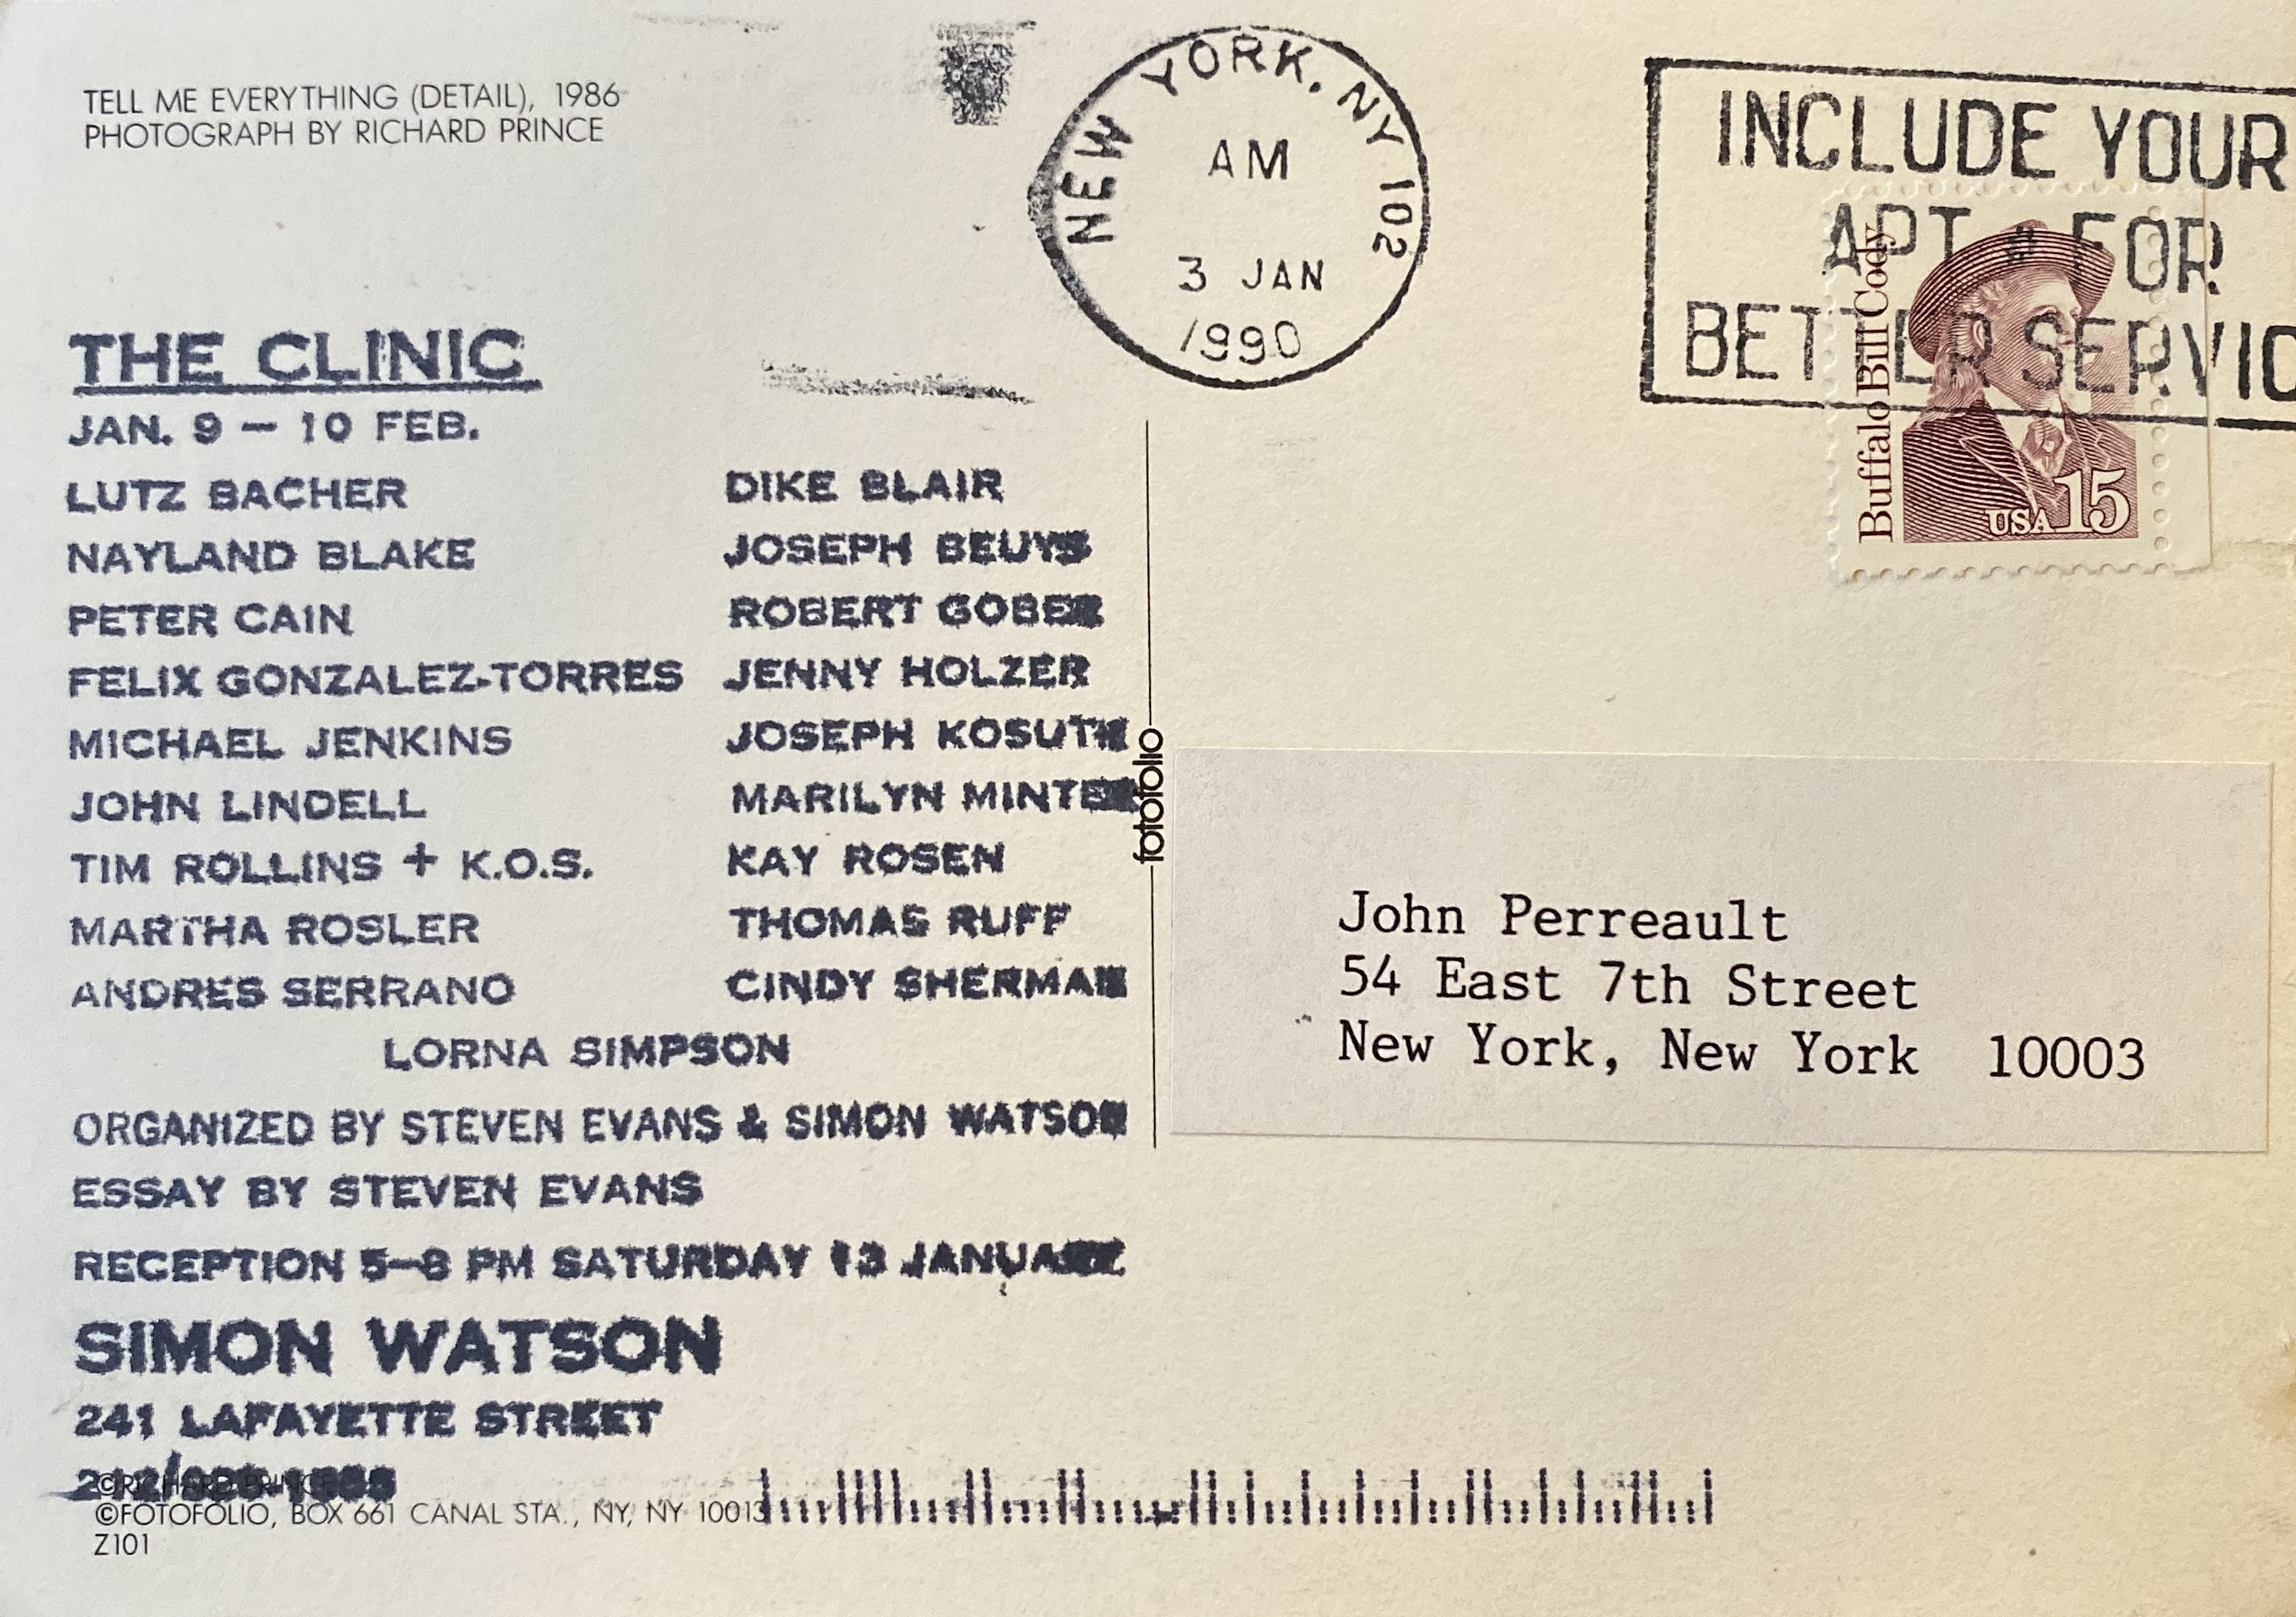 TELL ME EVERYTHING (DETAIL), 1986
PHOTOGRAPH BY RICHARD PRINCE
NEW YORK, NY 102
AM
3 JAN
1990
INCLUDE YOUR
APT # FOR
BETTER SERVIC
Buffalo Bill Cody
USA 15
THE CLINIC
JAN. 9 – 10 FEB.
LUTZ BACHER
NAYLAND BLAKE
PETER CAIN
FELIX GONZALEZ-TORRES
MICHAEL JENKINS
JOHN LINDELL
TIM ROLLINS + K.O.S.
MARTHA ROSLER
ANDRES SERRANO
DIKE BLAIR
JOSEPH BEUYS
ROBERT GOBER
JENNY HOLZER
JOSEPH KOSUTH
MARILYN MINTER
KAY ROSEN
THOMAS RUFF
CINDY SHERMAN
LORNA SIMPSON
ORGANIZED BY STEVEN EVANS & SIMON WATSON
ESSAY BY STEVEN EVANS
RECEPTION 5–8 PM SATURDAY 13 JANUARY
SIMON WATSON
241 LAFAYETTE STREET
©RICHARD PRINCE
©FOTOFOLIO, BOX 661 CANAL STA., NY, NY 10013
Z101
fotofolio
John Perreault
54 East 7th Street
New York, New York 10003